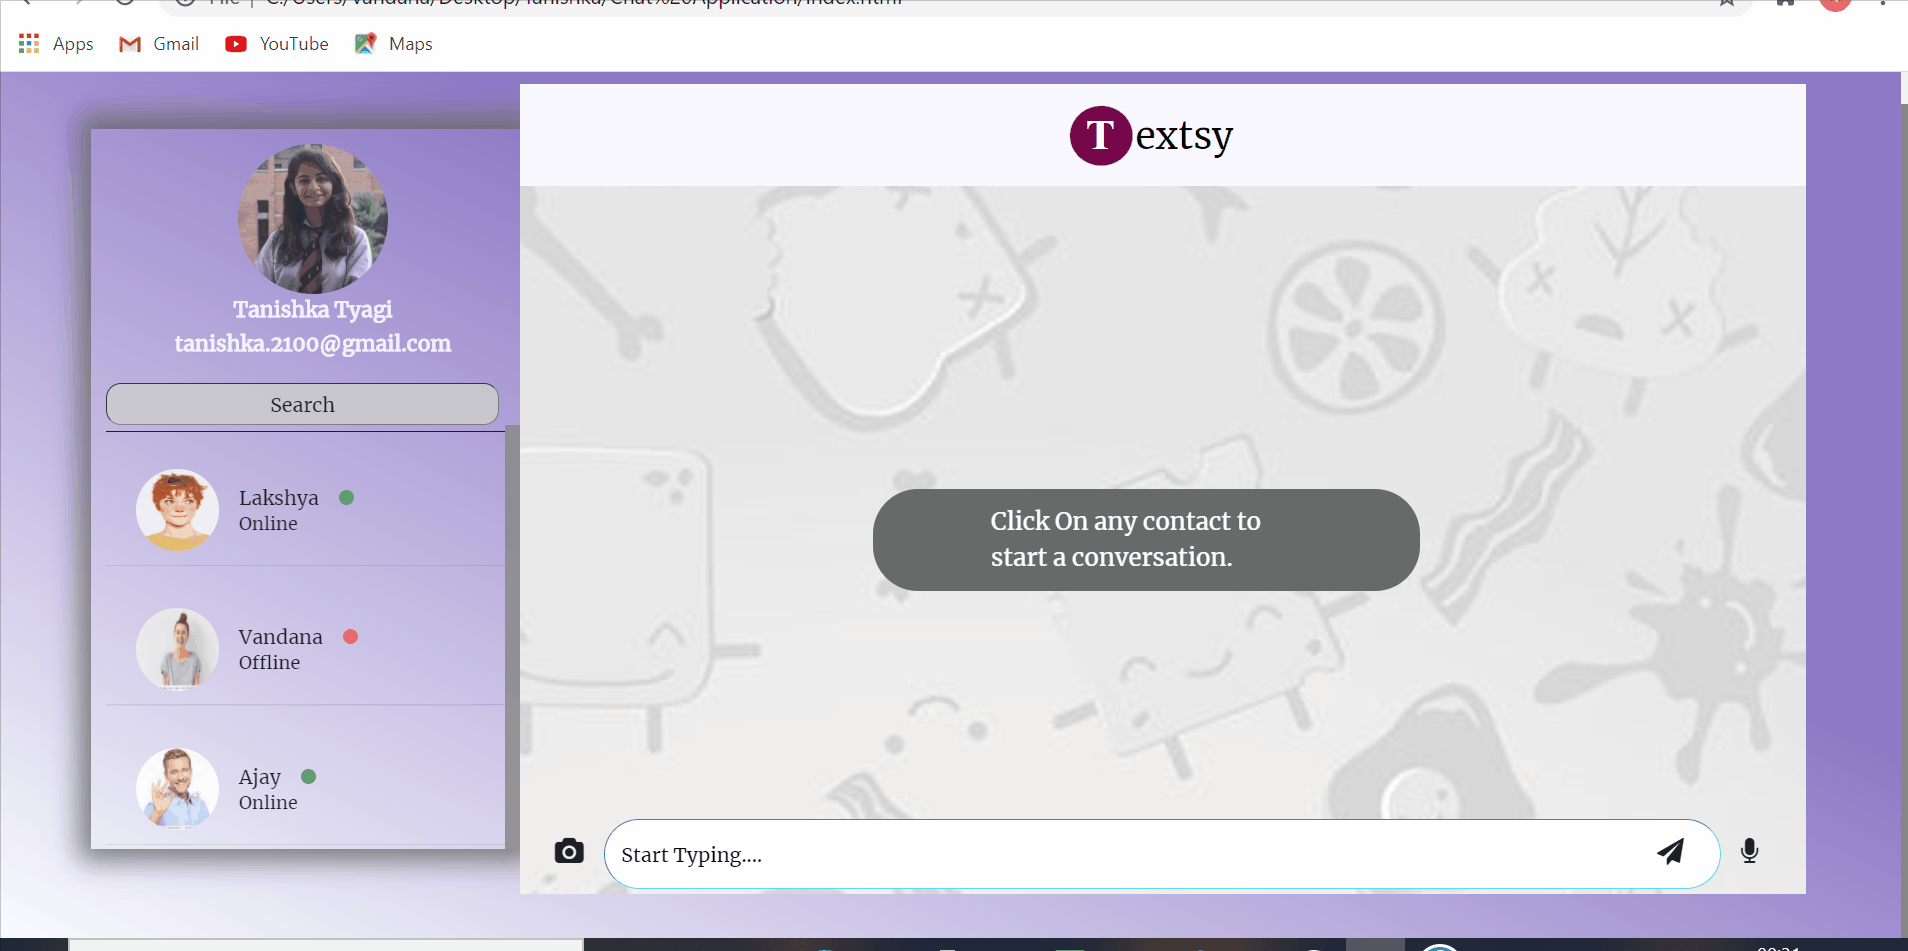 File | C:/Users/Vandana/Desktop/Tanishka/Chat%20Application/index.html
Apps Gmail YouTube Maps
Textsy
Tanishka Tyagi
tanishka.2100@gmail.com
Search
Lakshya
Online
Vandana
Offline
Ajay
Online
Click On any contact to
start a conversation.
Start Typing....